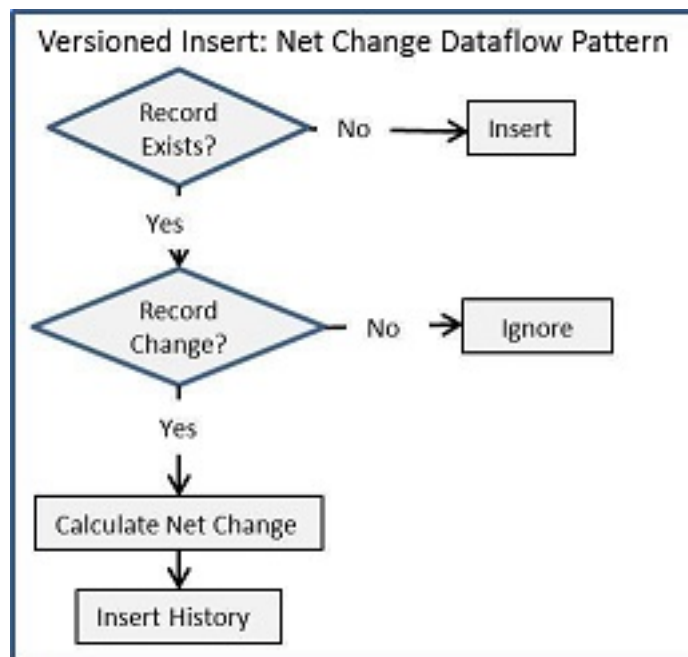 Versioned Insert: Net Change Dataflow Pattern
Record
Exists?
No
Insert
Yes
Record
Change?
No
Ignore
Yes
Calculate Net Change
Insert History